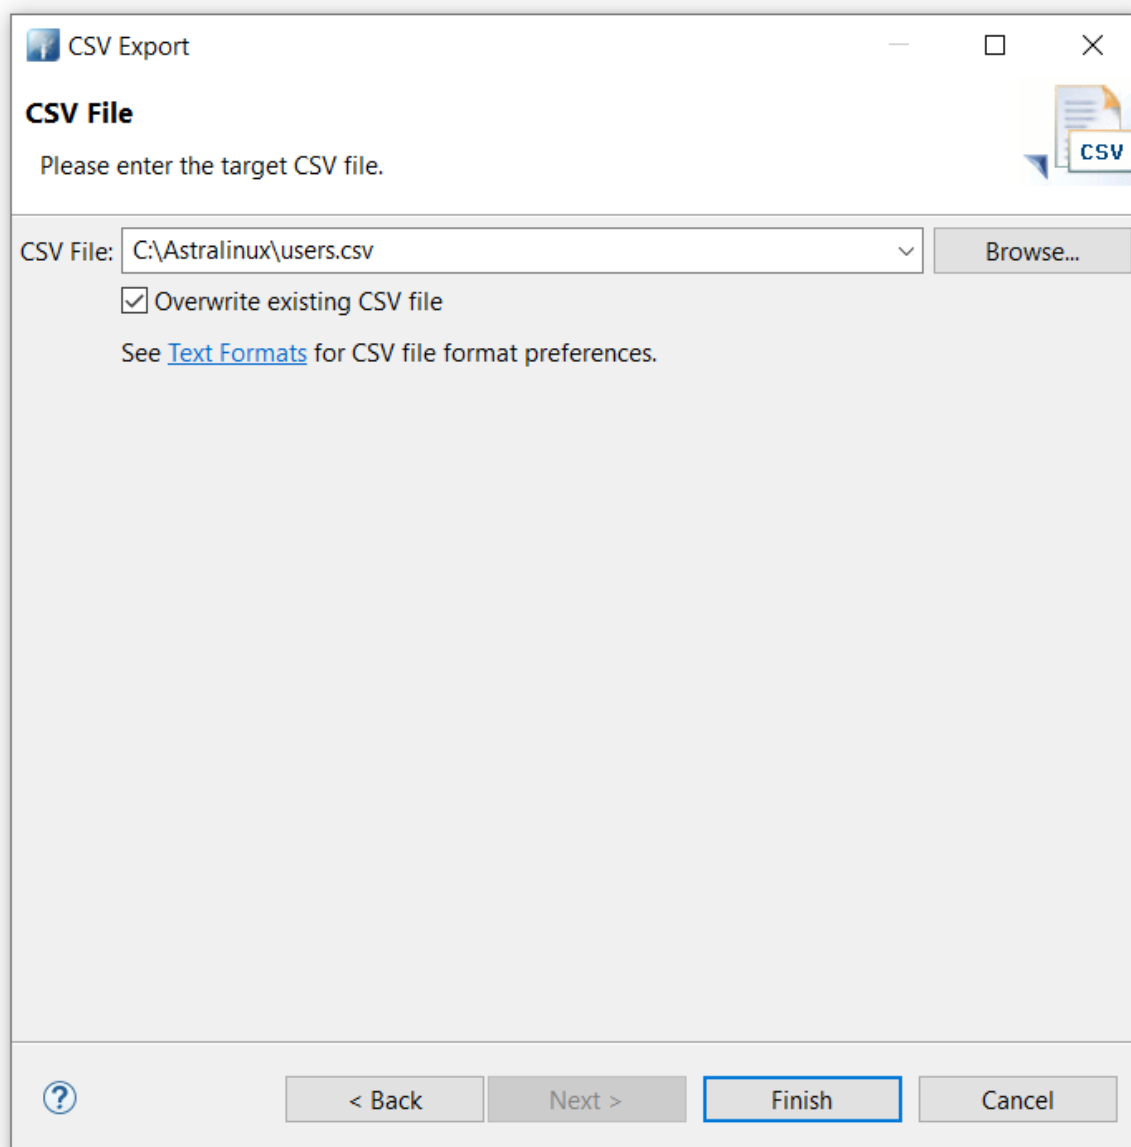 CSV Export
CSV File
Please enter the target CSV file.
CSV
CSV File: C:\Astralinux\users.csv Browse...
Overwrite existing CSV file
See Text Formats for CSV file format preferences.
? < Back Next > Finish Cancel